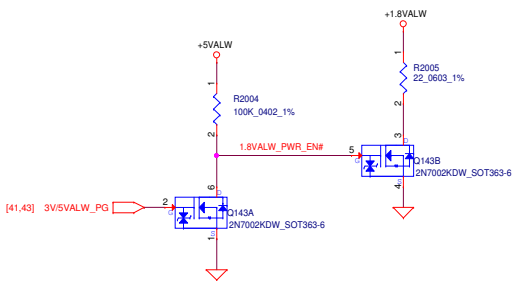 +1.8VALW
+5VALW
1
R2005
22_0603_1%
2
1
R2004
100K_0402_1%
2
1.8VALW_PWR_EN#
5
3
D
G
S
Q143B
2N7002KDW_SOT363-6
4
6
D
[41,43] 3V/5VALW_PG
2
G
S
Q143A
2N7002KDW_SOT363-6
1